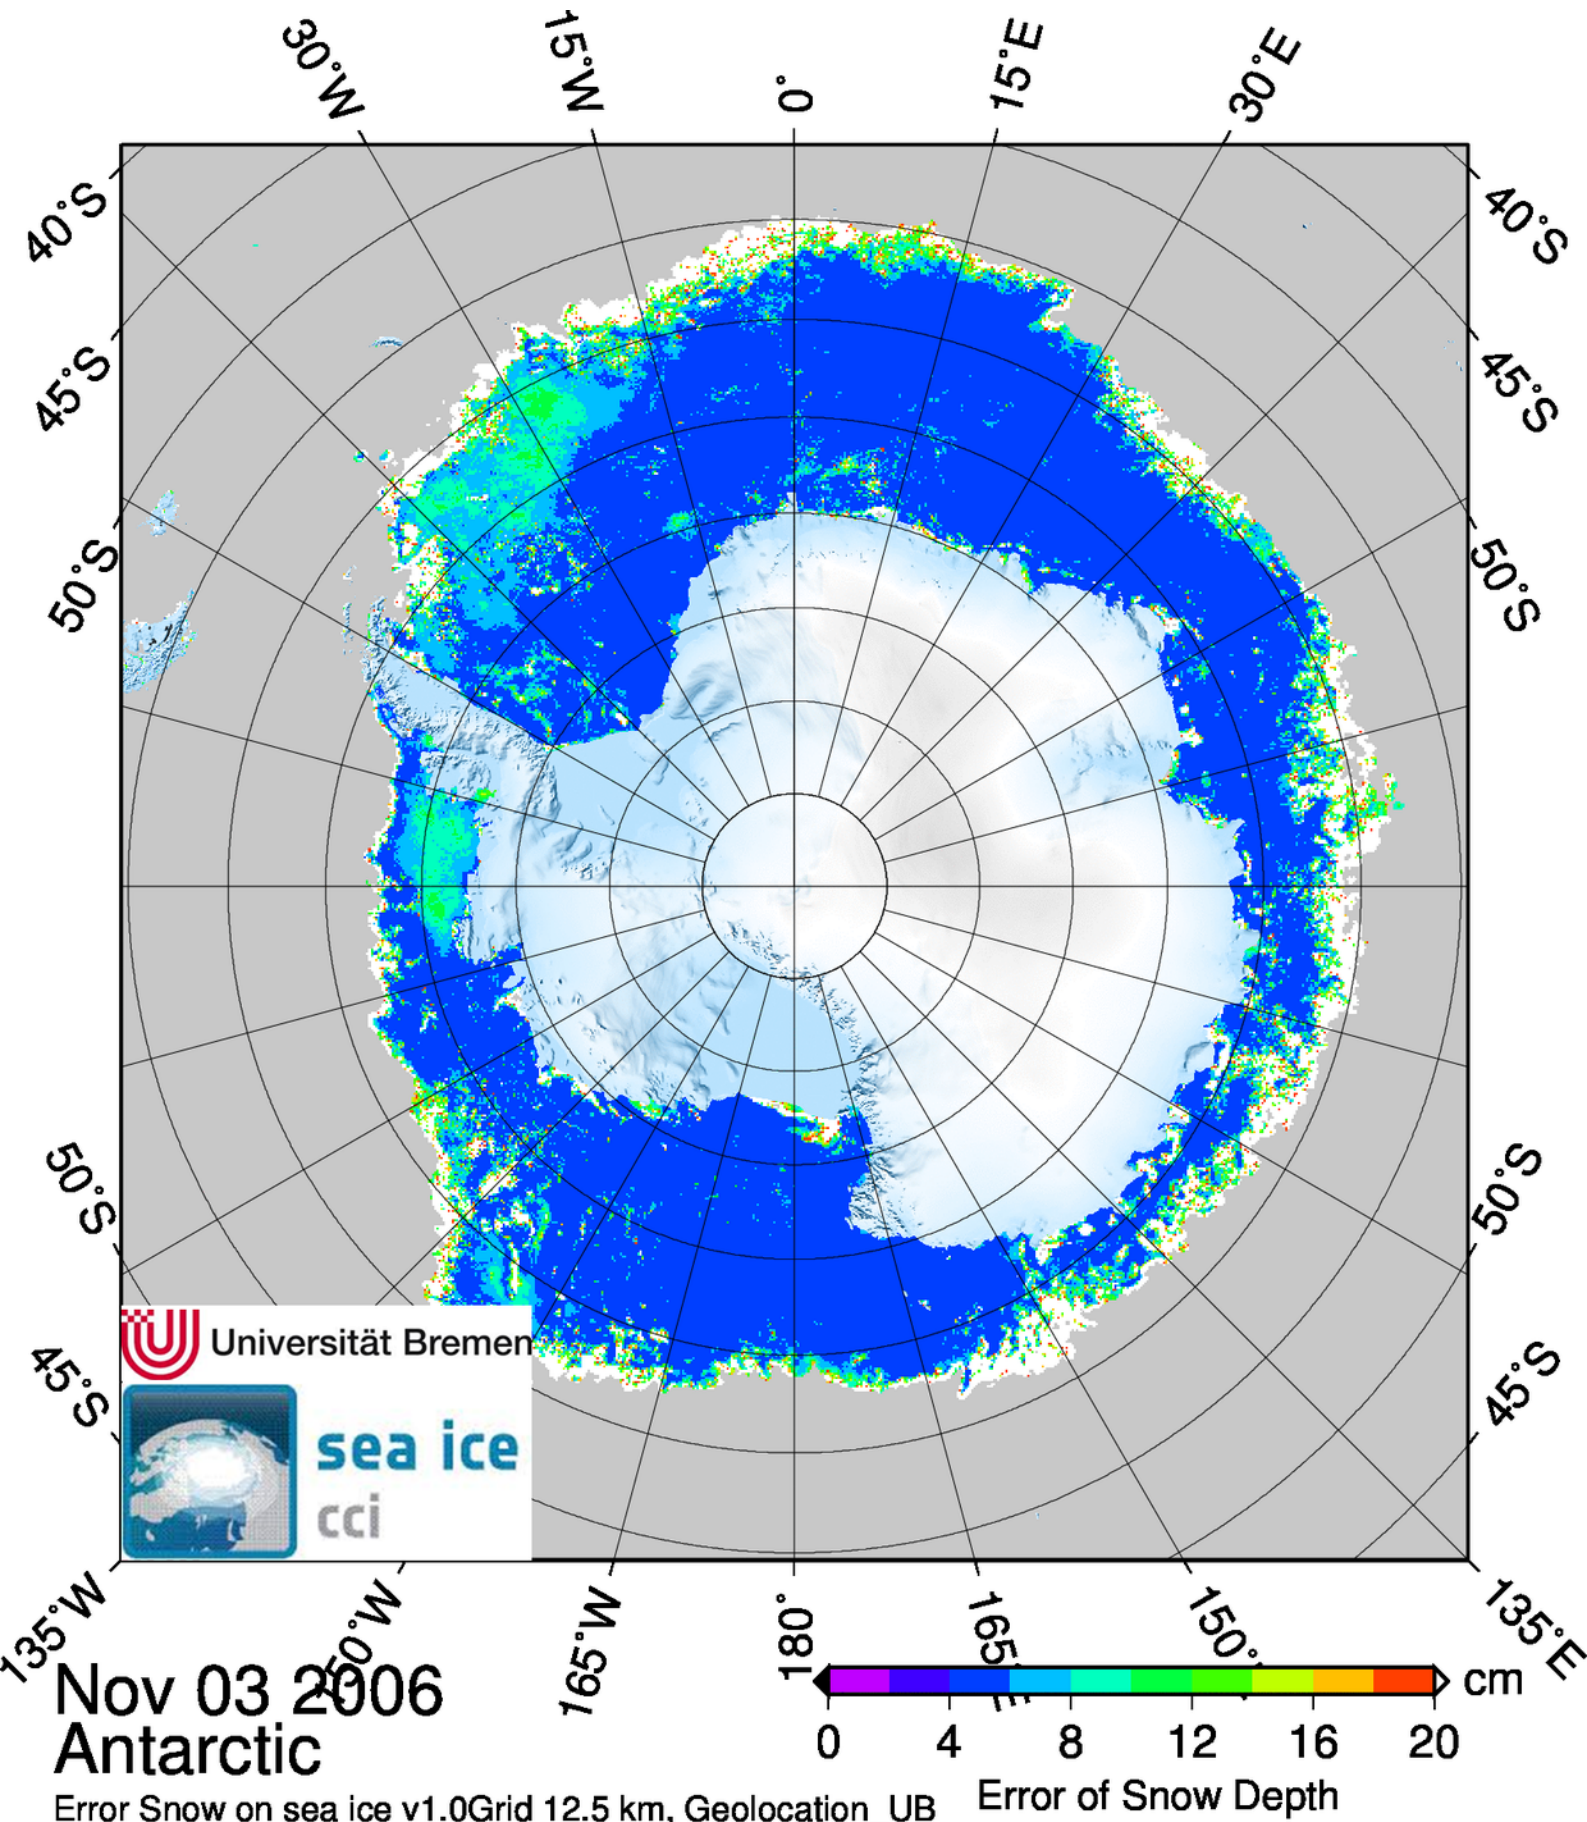 30°W
15°W
0°
15°E
30°E
40°S
40°S
45°S
45°S
50°S
50°S
50°S
50°S
45°S
45°S
Universität Bremen
sea ice
cci
135°W
165°W
180°
150°
135°E
Nov 03 2006
Antarctic
Error Snow on sea ice v1.0Grid 12.5 km, Geolocation UB
cm
0 4 8 12 16 20
Error of Snow Depth